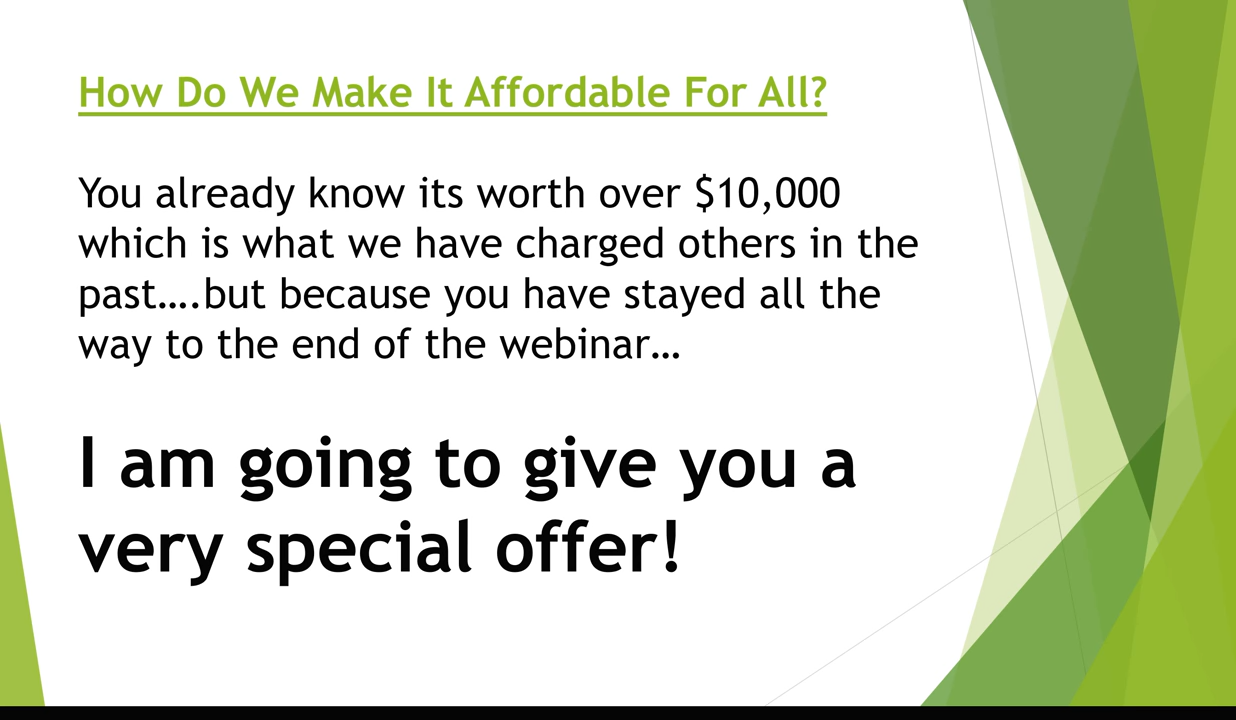 How Do We Make It Affordable For All?
You already know its worth over $10,000
which is what we have charged others in the
past….but because you have stayed all the
way to the end of the webinar…
I am going to give you a
very special offer!